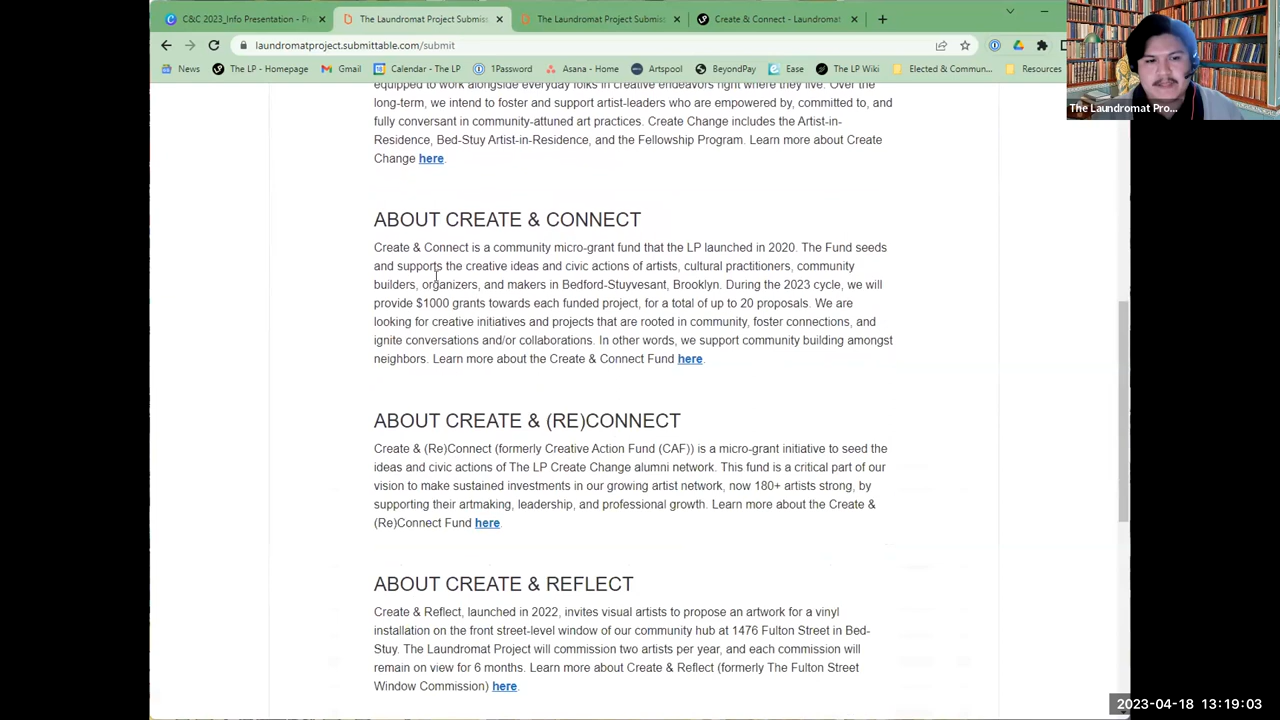 C&C 2023_Info Presentation - Pr
The Laundromat Project Submiss
The Laundromat Project Submiss
Create & Connect - Laundromat
laundromatproject.submittable.com/submit
News
The LP - Homepage
Gmail
Calendar - The LP
1Password
Asana - Home
Artspool
BeyondPay
Ease
The LP Wiki
Elected & Commun...
Resources
The Laundromat Pro...
equipped to work alongside everyday folks in creative endeavors right where they live. Over the
long-term, we intend to foster and support artist-leaders who are empowered by, committed to, and
fully conversant in community-attuned art practices. Create Change includes the Artist-in-
Residence, Bed-Stuy Artist-in-Residence, and the Fellowship Program. Learn more about Create
Change here.
ABOUT CREATE & CONNECT
Create & Connect is a community micro-grant fund that the LP launched in 2020. The Fund seeds
and supports the creative ideas and civic actions of artists, cultural practitioners, community
builders, organizers, and makers in Bedford-Stuyvesant, Brooklyn. During the 2023 cycle, we will
provide $1000 grants towards each funded project, for a total of up to 20 proposals. We are
looking for creative initiatives and projects that are rooted in community, foster connections, and
ignite conversations and/or collaborations. In other words, we support community building amongst
neighbors. Learn more about the Create & Connect Fund here.
ABOUT CREATE & (RE)CONNECT
Create & (Re)Connect (formerly Creative Action Fund (CAF)) is a micro-grant initiative to seed the
ideas and civic actions of The LP Create Change alumni network. This fund is a critical part of our
vision to make sustained investments in our growing artist network, now 180+ artists strong, by
supporting their artmaking, leadership, and professional growth. Learn more about the Create &
(Re)Connect Fund here.
ABOUT CREATE & REFLECT
Create & Reflect, launched in 2022, invites visual artists to propose an artwork for a vinyl
installation on the front street-level window of our community hub at 1476 Fulton Street in Bed-
Stuy. The Laundromat Project will commission two artists per year, and each commission will
remain on view for 6 months. Learn more about Create & Reflect (formerly The Fulton Street
Window Commission) here.
2023-04-18 13:19:03